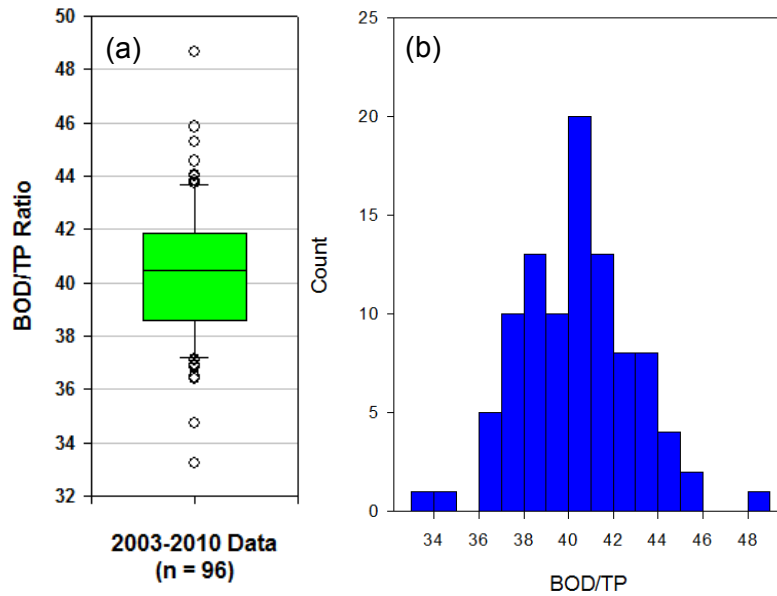 (a)
BOD/TP Ratio
50
48
46
44
42
40
38
36
34
32
2003-2010 Data
(n = 96)
(b)
Count
25
20
15
10
5
0
34 36 38 40 42 44 46 48
BOD/TP